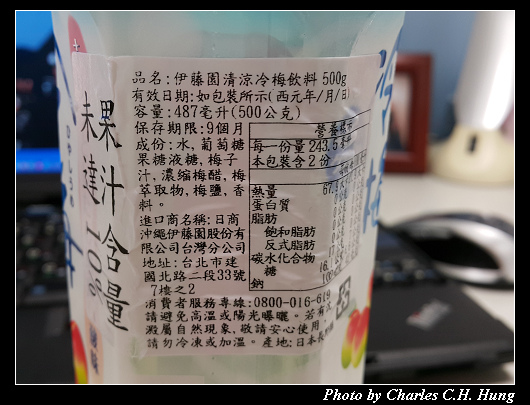 品名:伊藤園清涼冷梅飲料 500g
有效日期:如包裝所示(西元年/月/日)
容量:487毫升(500公克)
保存期限:9個月
成份:水,葡萄糖
果糖液糖,梅子
汁,濃縮梅醋,梅
萃取物,梅鹽,香
料。
進口商名稱:日商
沖繩伊藤園股份有
限公司台灣分公司
地址:台北市建
國北路二段33號
7樓之2
消費者服務專線:0800-016-619
請避免高溫或陽光曝曬。若有沉
澱屬自然現象,敬請安心使用
請勿冷凍或加溫。產地:日本
營養標示
每一份量 243.5
本包裝含 2 份
熱量 67.
蛋白質
脂肪
飽和脂肪
反式脂肪
碳水化合物
糖
鈉
果汁含量
未達10%
冷
梅
Photo by Charles C.H. Hung